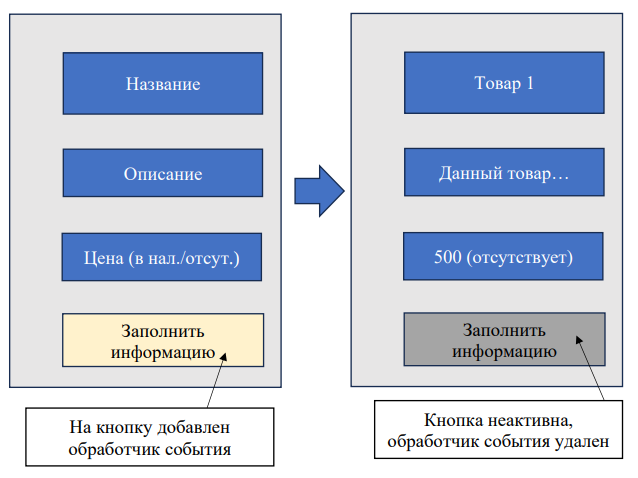 Название
Описание
Цена (в нал./отсут.)
Заполнить
информацию
На кнопку добавлен
обработчик события
Товар 1
Данный товар…
500 (отсутствует)
Заполнить
информацию
Кнопка неактивна,
обработчик события удален